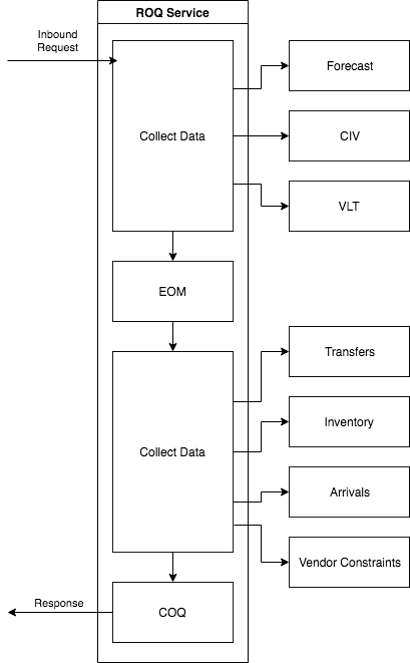 ROQ Service
Inbound
Request
Collect Data
Forecast
CIV
VLT
EOM
Collect Data
Transfers
Inventory
Arrivals
Vendor Constraints
Response
COQ